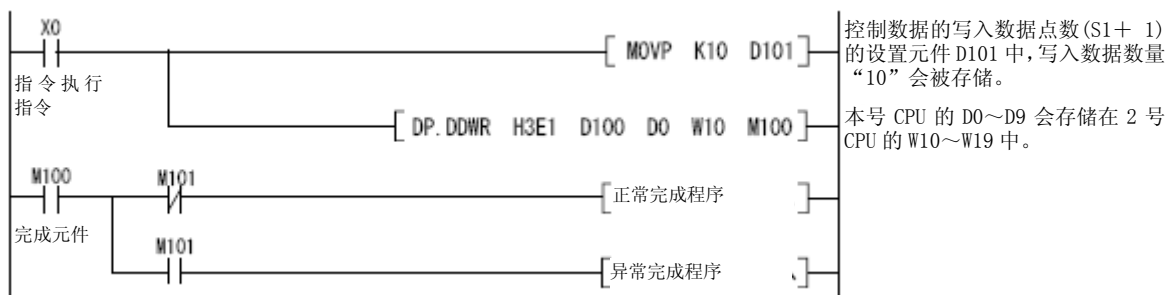 X0
MOVP K10 D101
控制数据的写入数据点数(S1＋ 1)
的设置元件 D101 中，写入数据数量
“10”会被存储。
指令执行
指令
DP. DDWR H3E1 D100 D0 W10 M100
本号 CPU 的 D0～D9 会存储在 2 号
CPU 的 W10～W19 中。
M100
M101
正常完成程序
完成元件
M101
异常完成程序